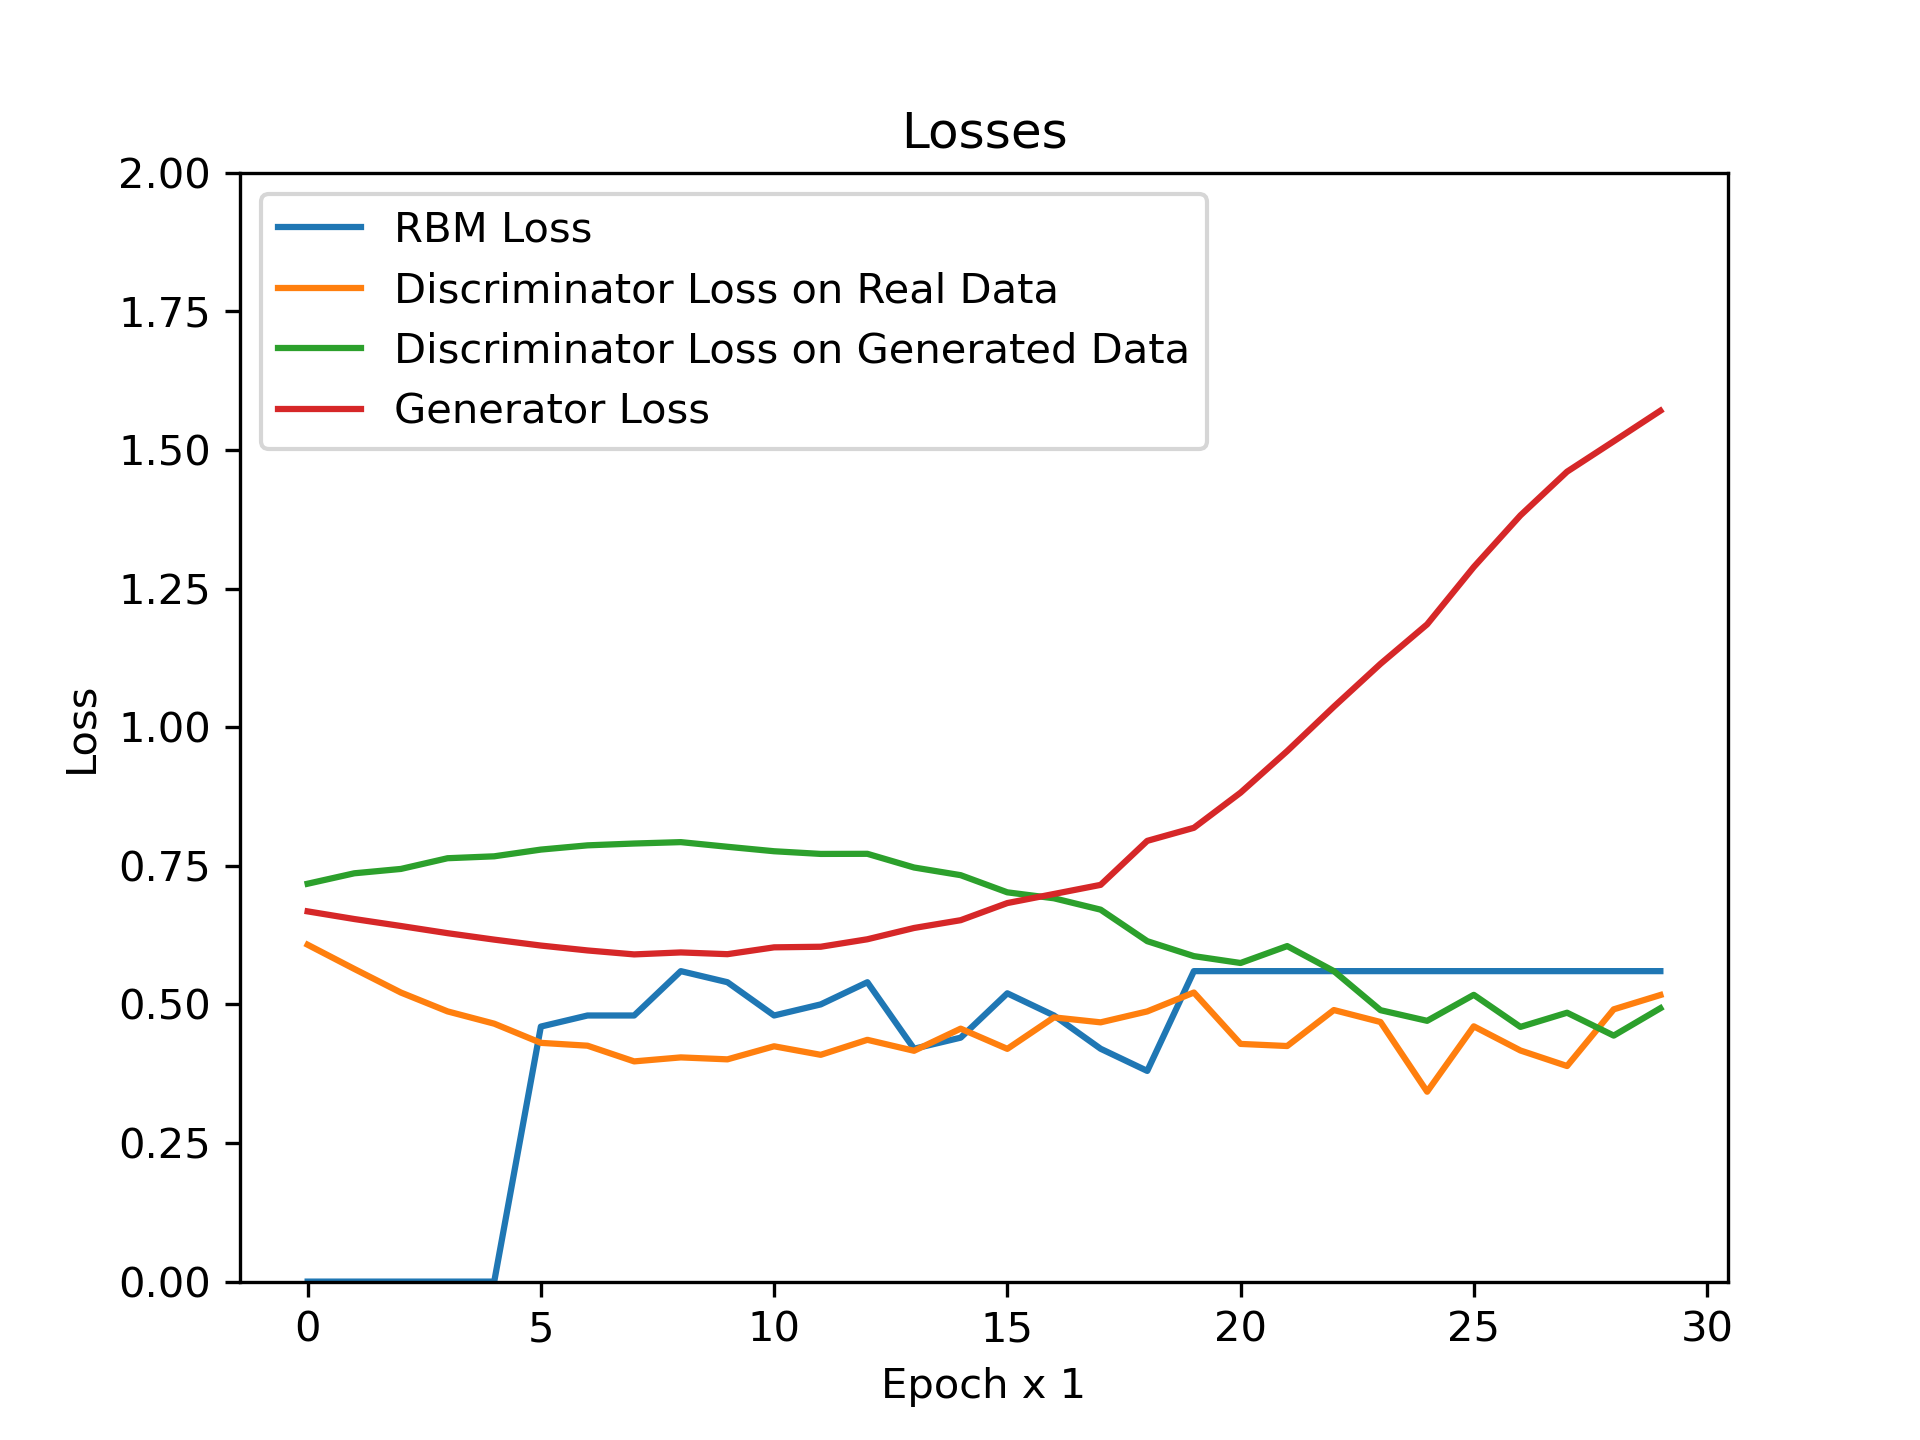 Losses
2.00
1.75
1.50
1.25
1.00
0.75
0.50
0.25
0.00
Loss
RBM Loss
Discriminator Loss on Real Data
Discriminator Loss on Generated Data
Generator Loss
0 5 10 15 20 25 30
Epoch x 1